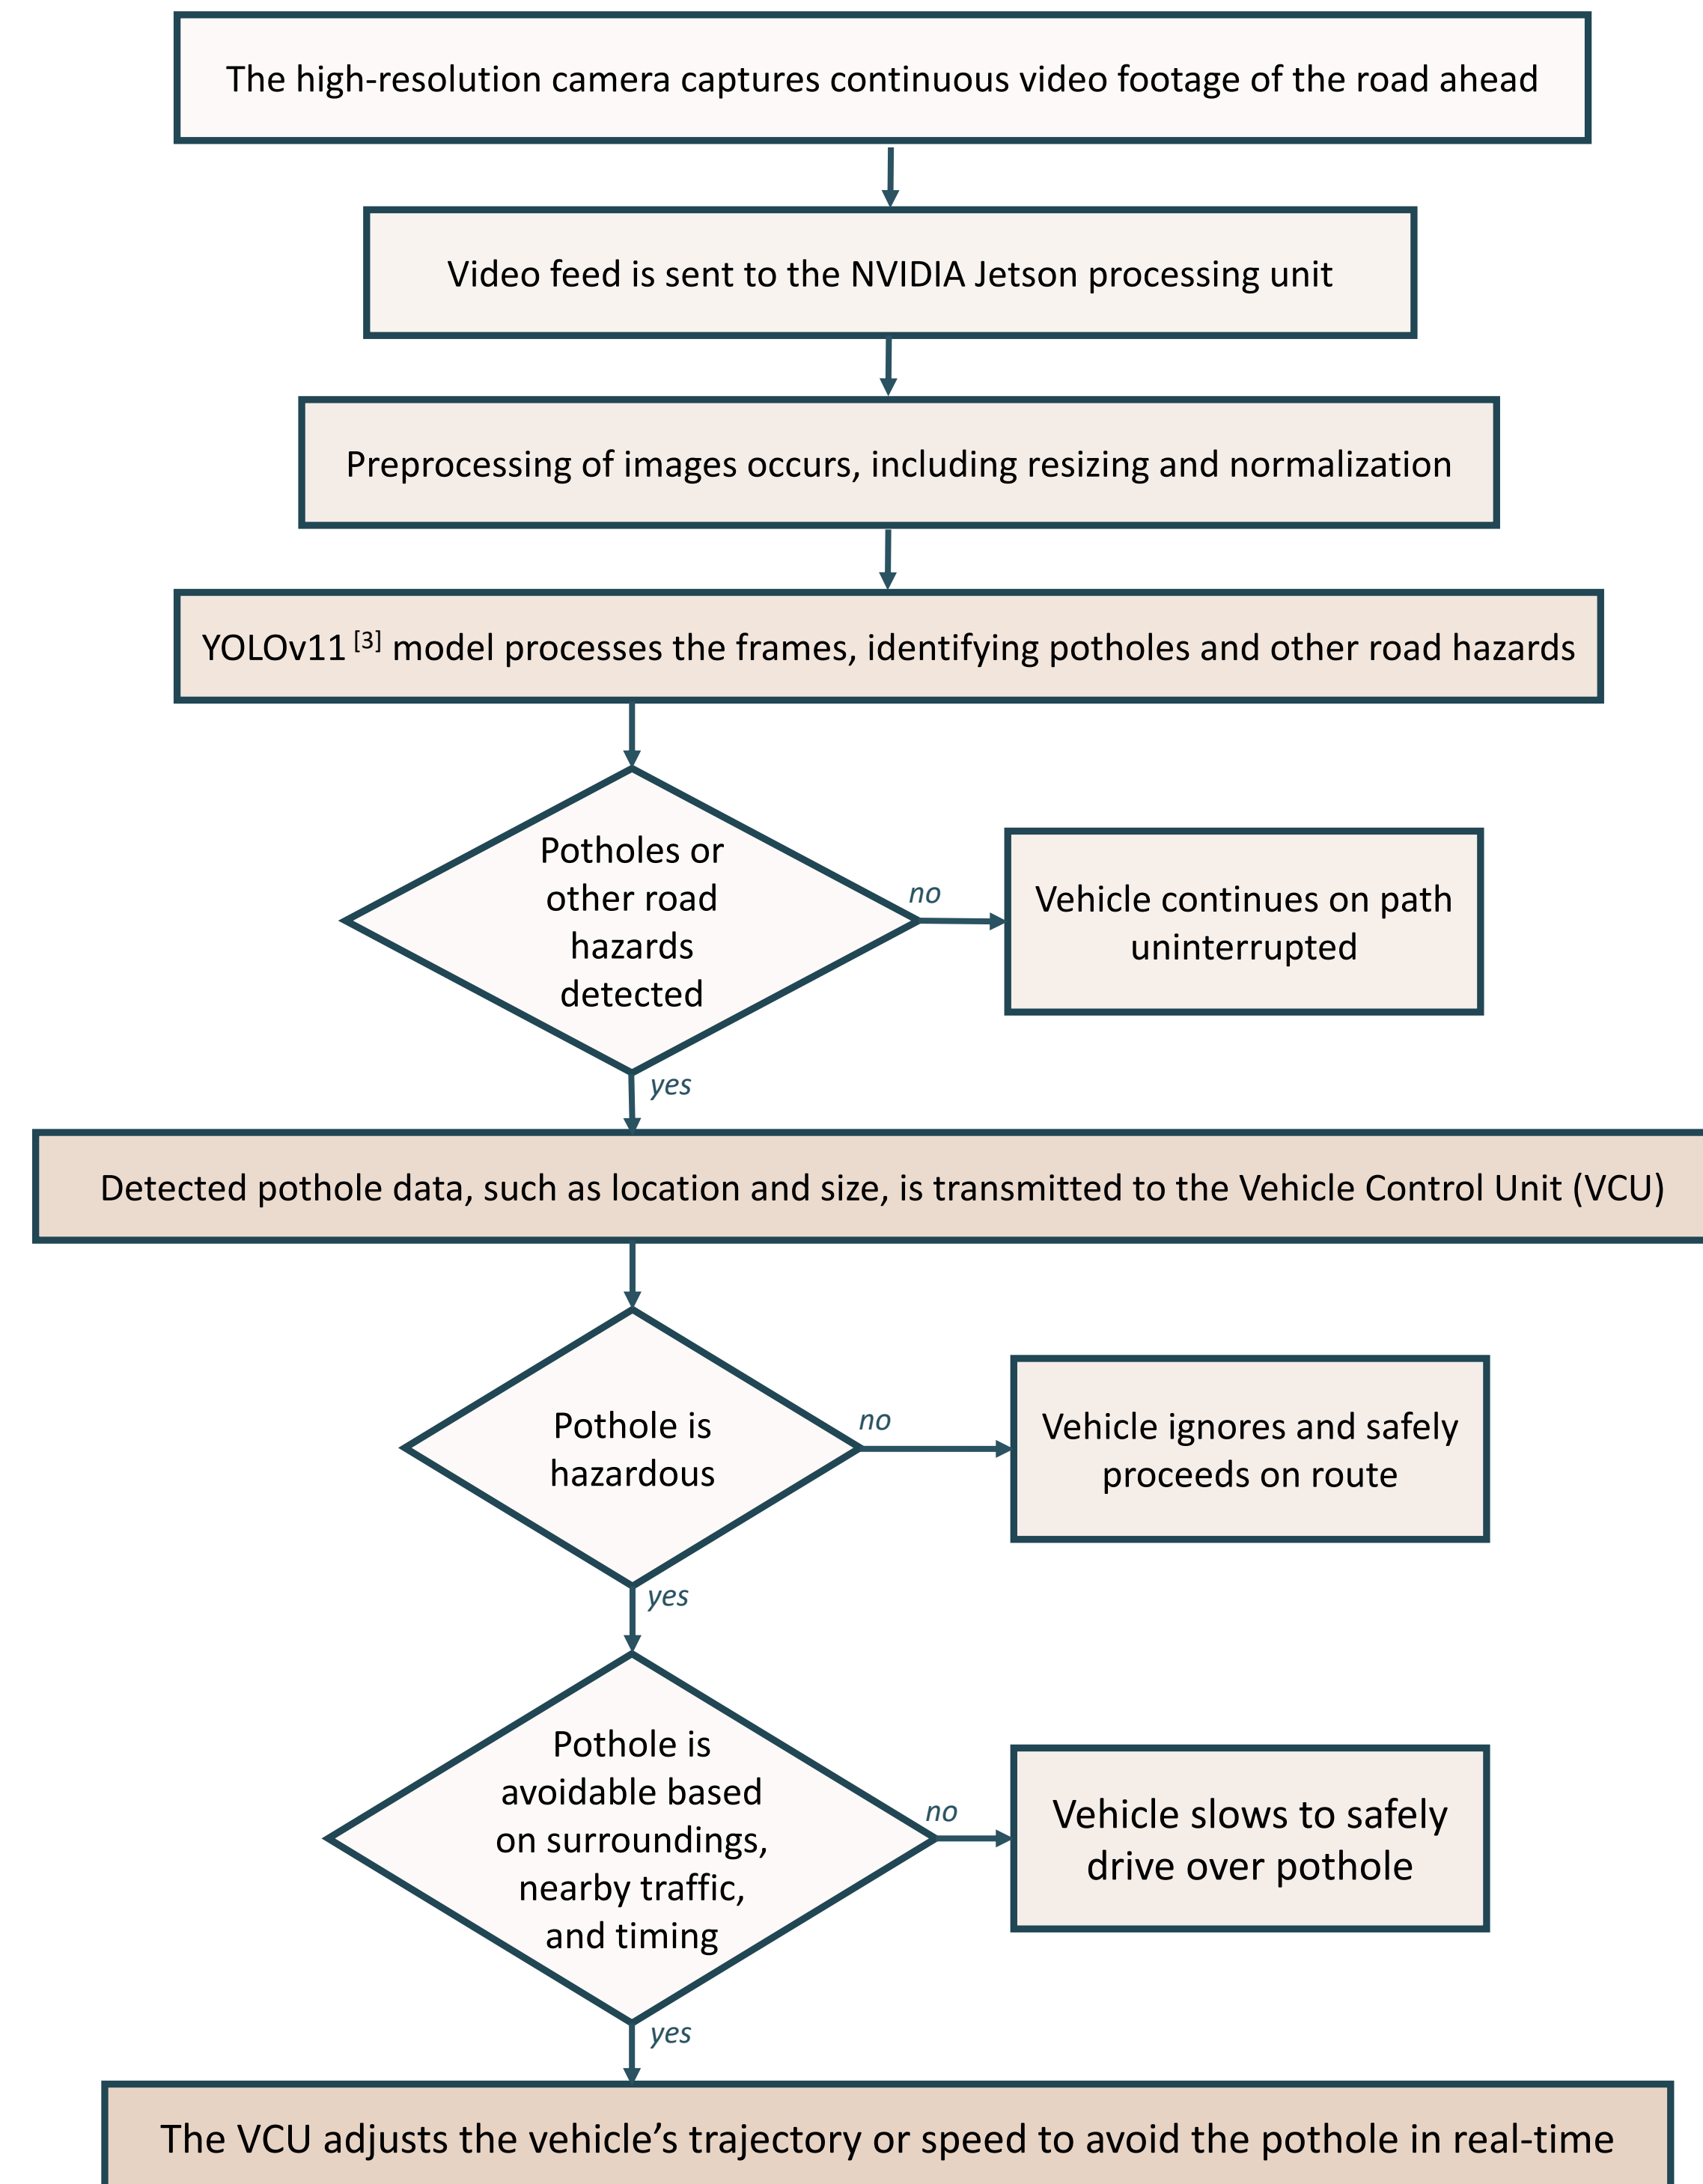 The high-resolution camera captures continuous video footage of the road ahead
Video feed is sent to the NVIDIA Jetson processing unit
Preprocessing of images occurs, including resizing and normalization
YOLOv11 [3] model processes the frames, identifying potholes and other road hazards
Potholes or
other road
hazards
detected
no
Vehicle continues on path
uninterrupted
yes
Detected pothole data, such as location and size, is transmitted to the Vehicle Control Unit (VCU)
Pothole is
hazardous
no
Vehicle ignores and safely
proceeds on route
yes
Pothole is
avoidable based
on surroundings,
nearby traffic,
and timing
no
Vehicle slows to safely
drive over pothole
yes
The VCU adjusts the vehicle’s trajectory or speed to avoid the pothole in real-time